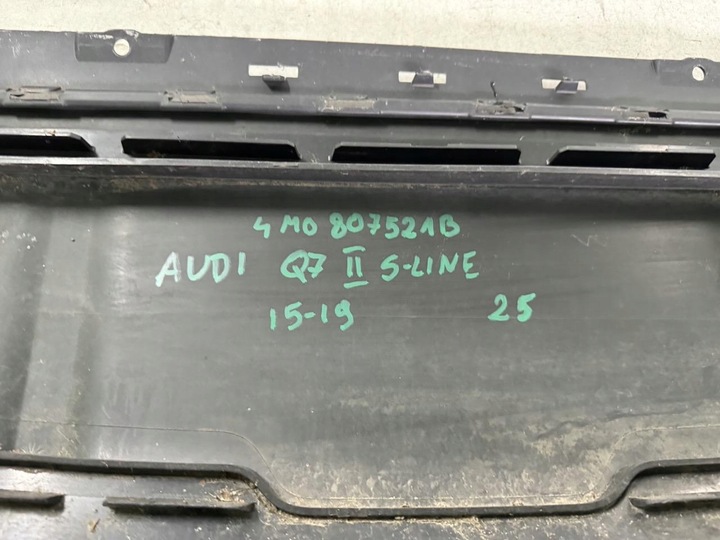 4M0 807521B
AUDI Q7 II S-LINE
15-19 25